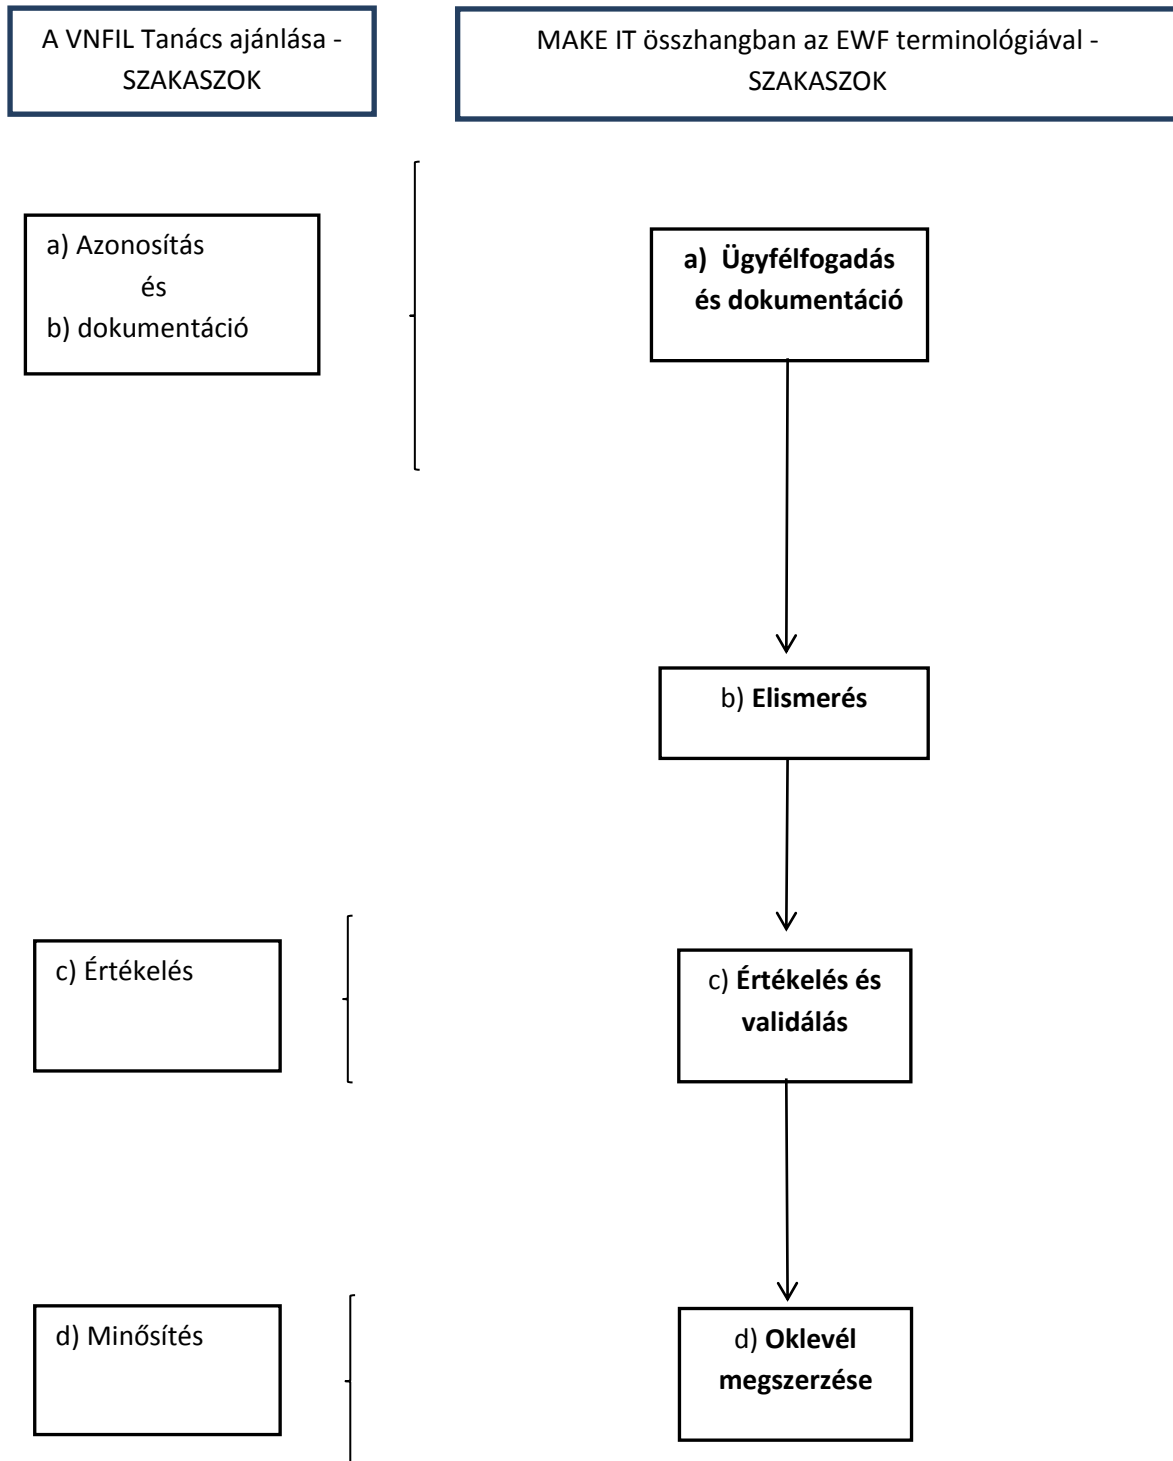 A VNFIL Tanács ajánlása -
SZAKASZOK
MAKE IT összhangban az EWF terminológiával -
SZAKASZOK
a) Azonosítás
és
b) dokumentáció
a) Ügyfélfogadás
és dokumentáció
b) Elismerés
c) Értékelés
c) Értékelés és
validálás
d) Minősítés
d) Oklevél
megszerzése